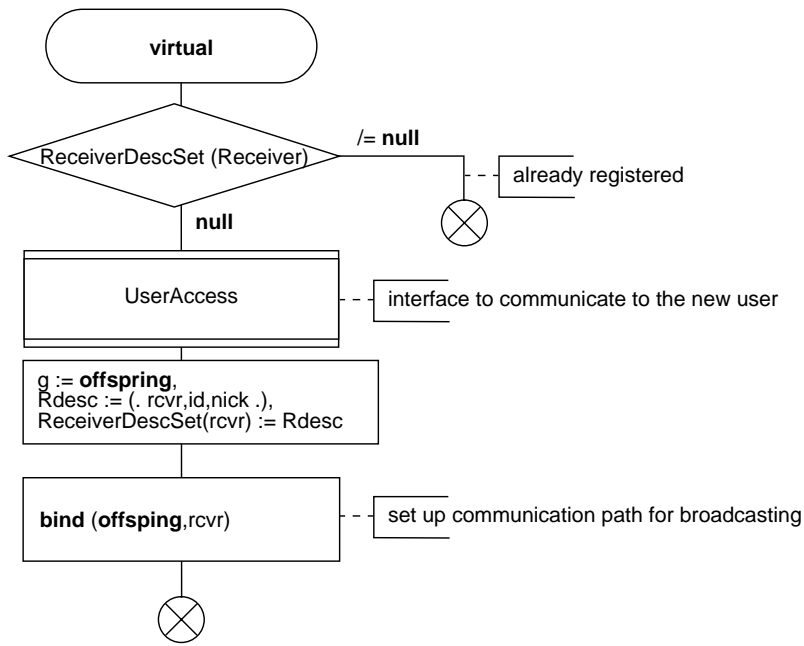 virtual
ReceiverDescSet (Receiver)
/= null
already registered
null
UserAccess
interface to communicate to the new user
g := offspring,
Rdesc := (. rcvr,id,nick .),
ReceiverDescSet(rcvr) := Rdesc
bind (offsping,rcvr)
set up communication path for broadcasting